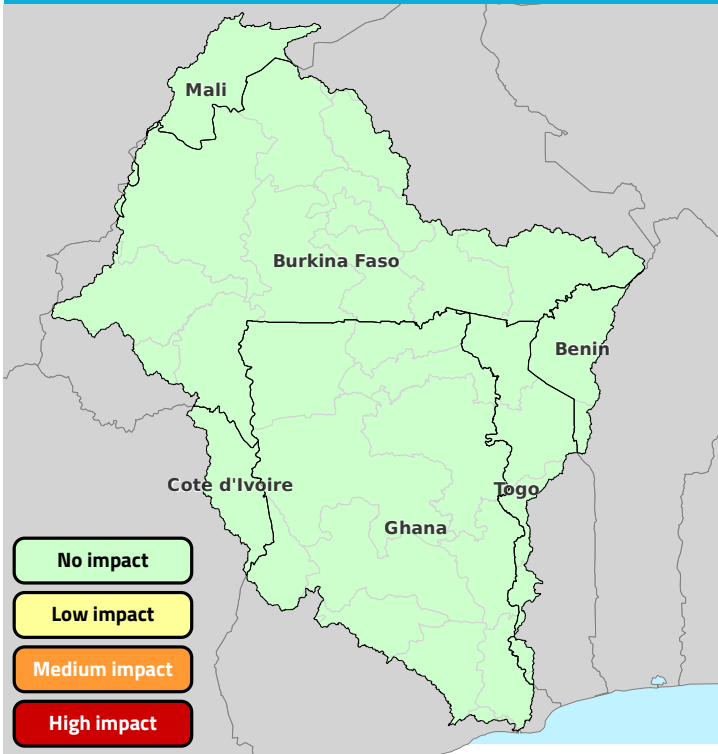 Mali
Burkina Faso
Benin
Cote d'Ivoire
Togo
Ghana
No impact
Low impact
Medium impact
High impact